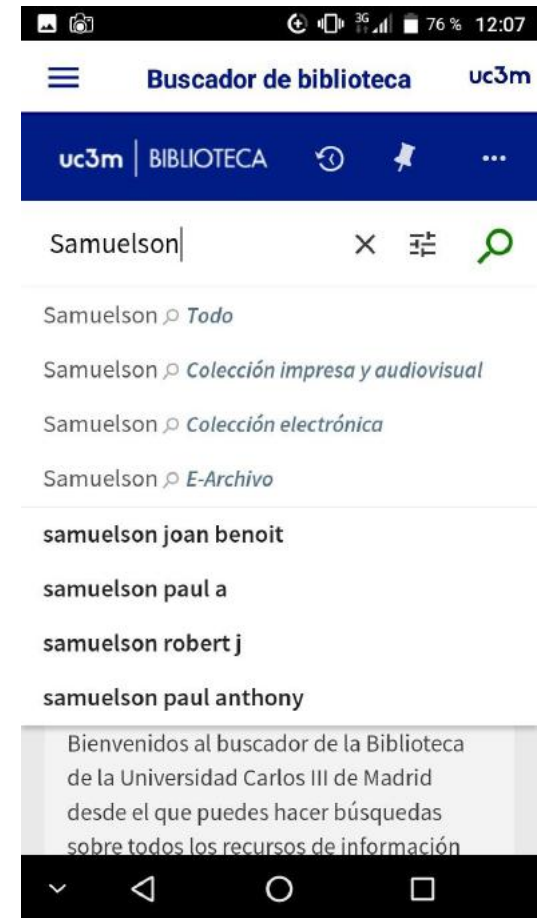 3G 76 % 12:07
Buscador de biblioteca uc3m
uc3m | BIBLIOTECA
Samuelson
Samuelson Todo
Samuelson Colección impresa y audiovisual
Samuelson Colección electrónica
Samuelson E-Archivo
samuelson joan benoit
samuelson paul a
samuelson robert j
samuelson paul anthony
Bienvenidos al buscador de la Biblioteca
de la Universidad Carlos III de Madrid
desde el que puedes hacer búsquedas
sobre todos los recursos de información